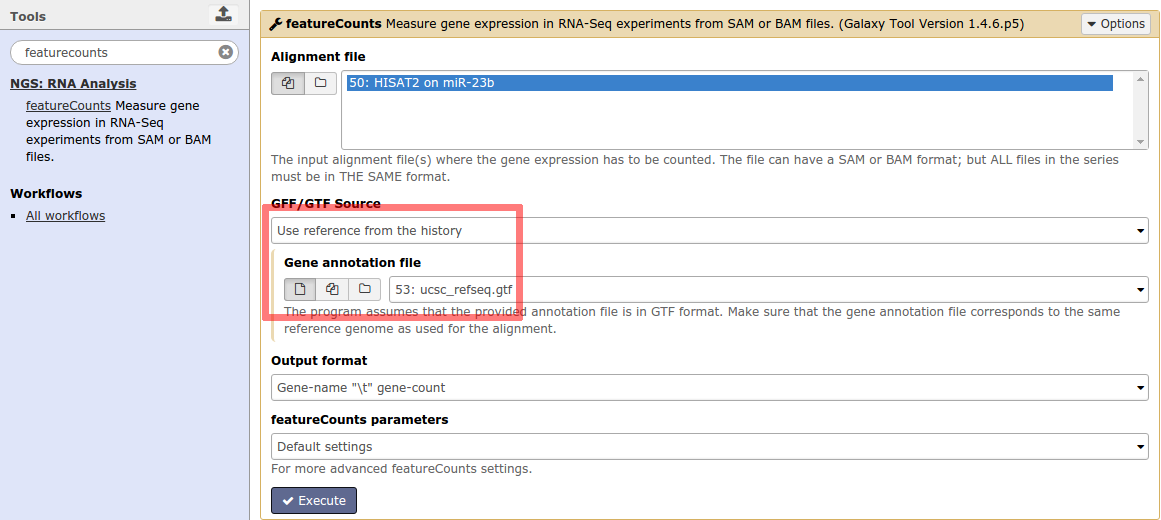 Tools
featurecounts
NGS: RNA Analysis
featureCounts Measure gene
expression in RNA-Seq
experiments from SAM or BAM
files.
Workflows
All workflows
featureCounts Measure gene expression in RNA-Seq experiments from SAM or BAM files. (Galaxy Tool Version 1.4.6.p5)
Options
Alignment file
50: HISAT2 on miR-23b
The input alignment file(s) where the gene expression has to be counted. The file can have a SAM or BAM format; but ALL files in the series
must be in THE SAME format.
GFF/GTF Source
Use reference from the history
Gene annotation file
53: ucsc_refseq.gtf
The program assumes that the provided annotation file is in GTF format. Make sure that the gene annotation file corresponds to the same
reference genome as used for the alignment.
Output format
Gene-name "\t" gene-count
featureCounts parameters
Default settings
For more advanced featureCounts settings.
Execute